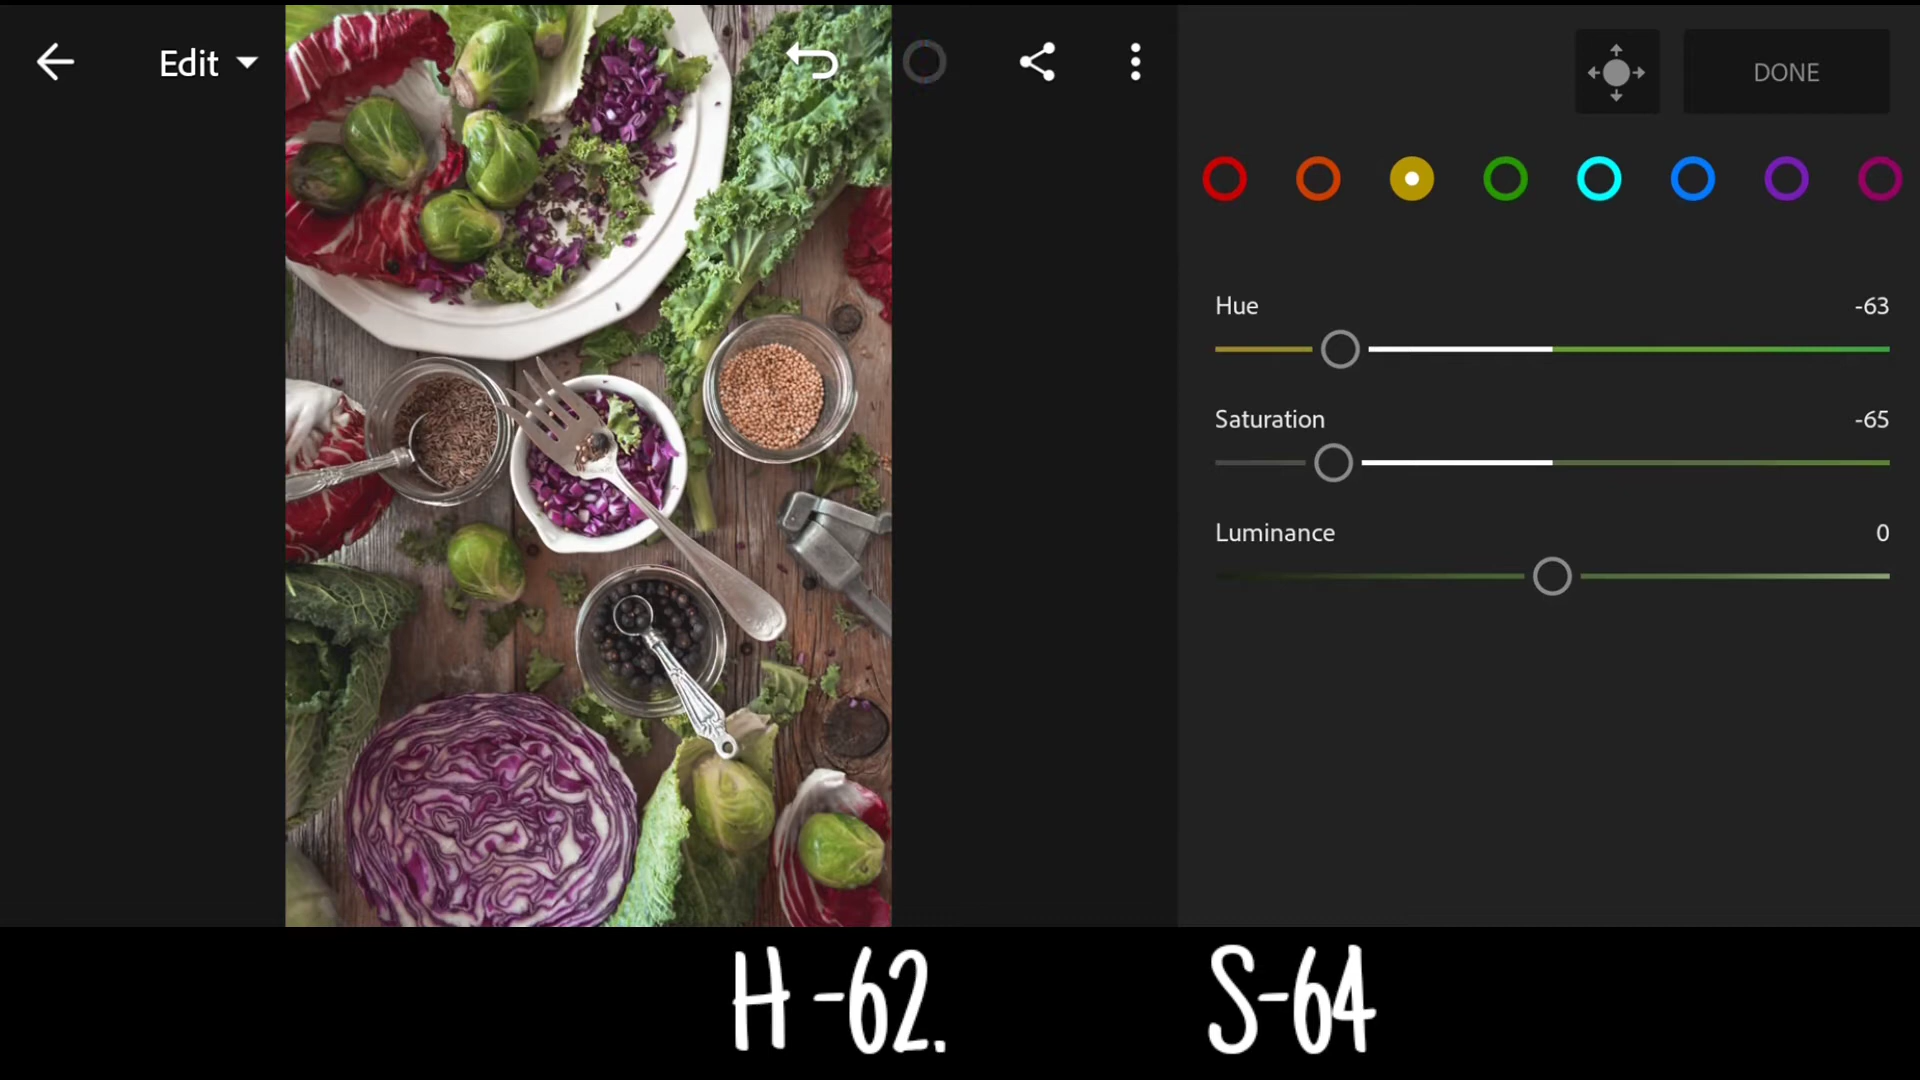 Edit
DONE
Hue -63
Saturation -65
Luminance 0
H -62. S-64